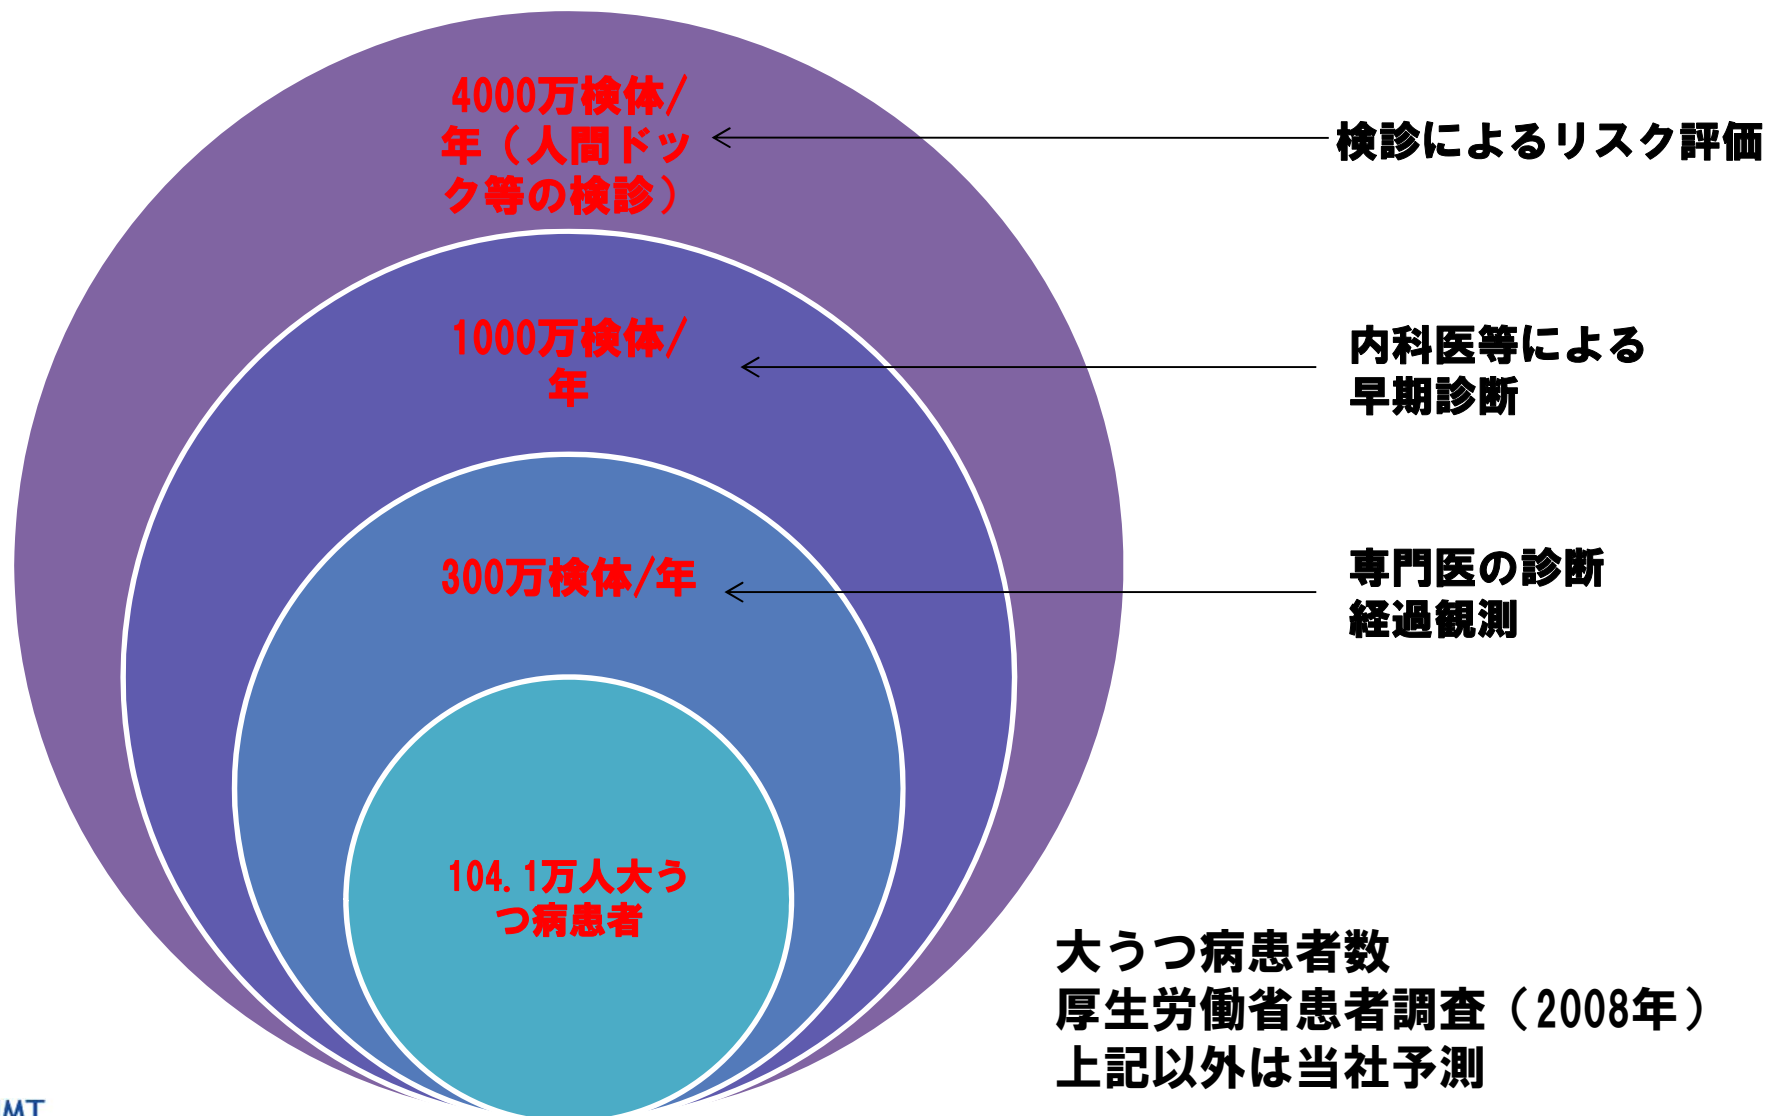 4000万検体/
年（人間ドッ
ク等の検診）
検診によるリスク評価
1000万検体/
年
内科医等による
早期診断
300万検体/年
専門医の診断
経過観測
104.1万人大う
つ病患者
大うつ病患者数
厚生労働省患者調査（2008年）
上記以外は当社予測
MT